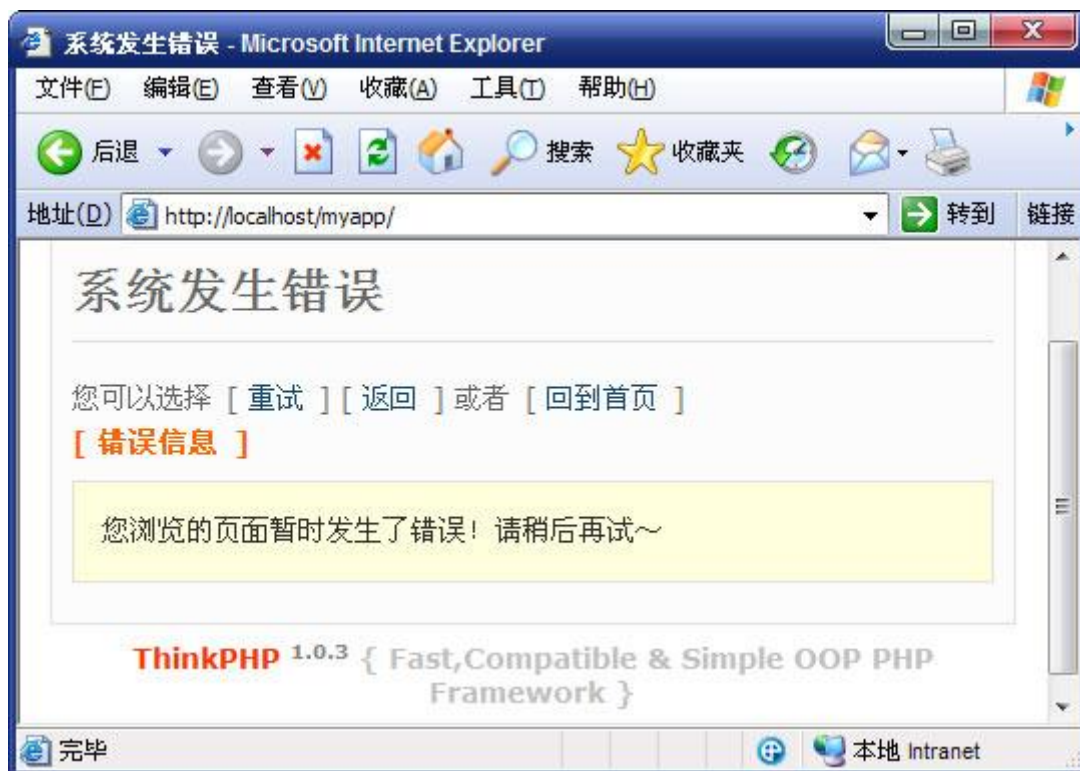 系统发生错误 - Microsoft Internet Explorer
文件(F) 编辑(E) 查看(V) 收藏(A) 工具(T) 帮助(H)
后退 搜索 收藏夹
地址(D) http://localhost/myapp/ 转到 链接
系统发生错误
您可以选择 [ 重试 ] [ 返回 ] 或者 [ 回到首页 ]
[ 错误信息 ]
您浏览的页面暂时发生了错误！请稍后再试～
ThinkPHP 1.0.3 { Fast,Compatible & Simple OOP PHP
Framework }
完毕 本地 Intranet